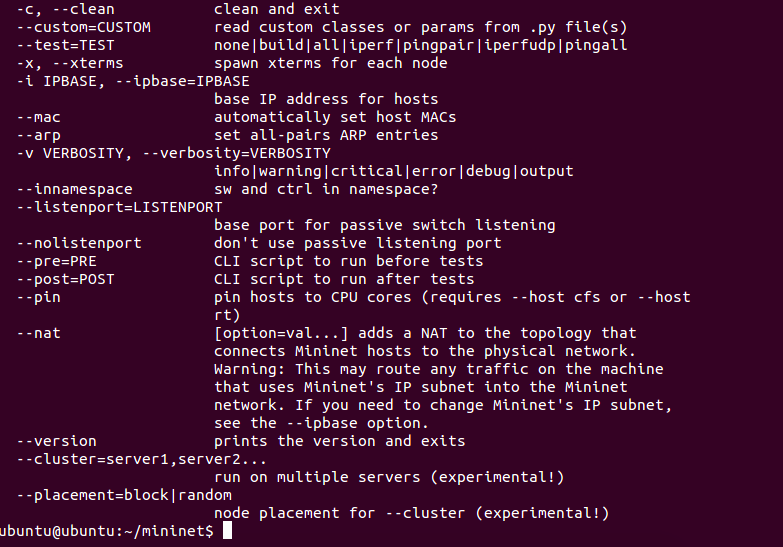 -c, --clean           clean and exit
--custom=CUSTOM       read custom classes or params from .py file(s)
--test=TEST           none|build|all|iperf|pingpair|iperfudp|pingall
-x, --xterms          spawn xterms for each node
-i IPBASE, --ipbase=IPBASE
                      base IP address for hosts
--mac                 automatically set host MACs
--arp                 set all-pairs ARP entries
-v VERBOSITY, --verbosity=VERBOSITY
                      info|warning|critical|error|debug|output
--innamespace         sw and ctrl in namespace?
--listenport=LISTENPORT
                      base port for passive switch listening
--nolistenport        don't use passive listening port
--pre=PRE             CLI script to run before tests
--post=POST           CLI script to run after tests
--pin                 pin hosts to CPU cores (requires --host cfs or --host
                      rt)
--nat                 [option=val...] adds a NAT to the topology that
                      connects Mininet hosts to the physical network.
                      Warning: This may route any traffic on the machine
                      that uses Mininet's IP subnet into the Mininet
                      network. If you need to change Mininet's IP subnet,
                      see the --ipbase option.
--version             prints the version and exits
--cluster=server1,server2...
                      run on multiple servers (experimental!)
--placement=block|random
                      node placement for --cluster (experimental!)
ubuntu@ubuntu:~/mininet$